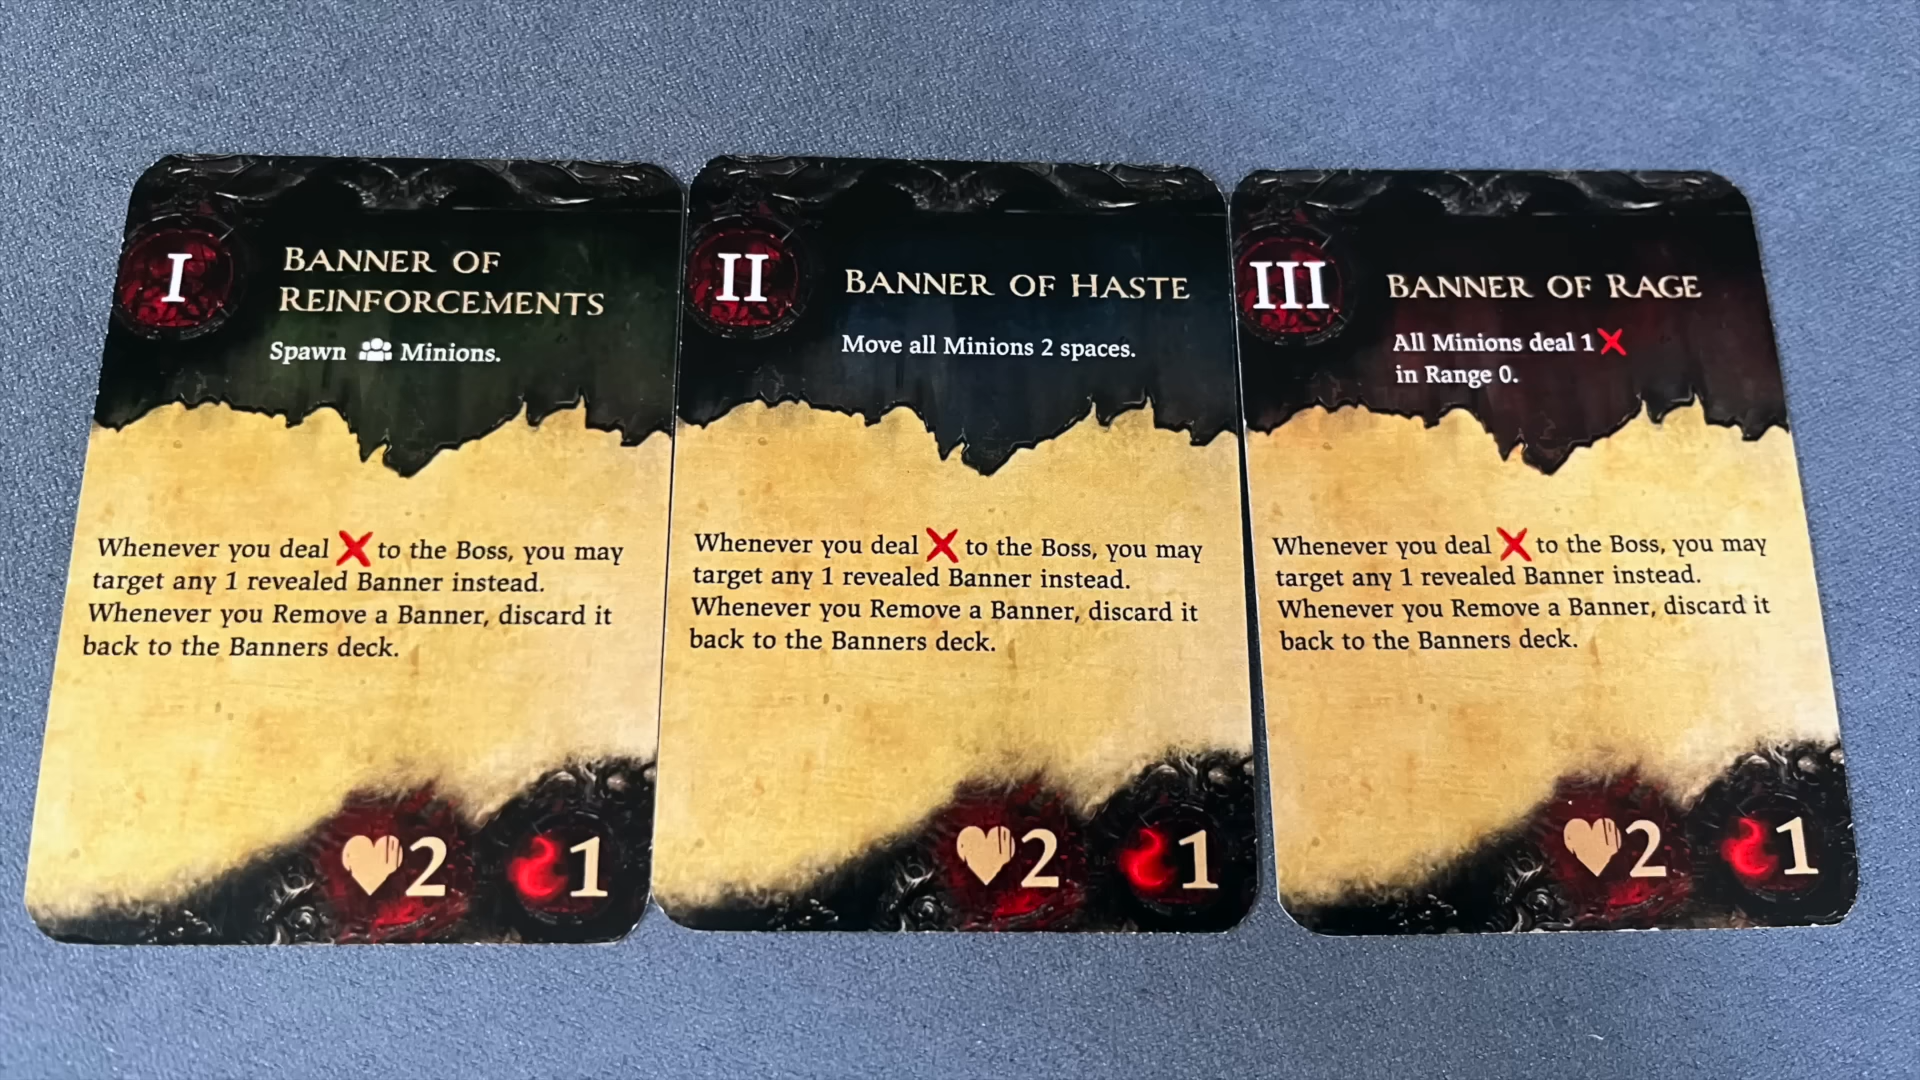 I
BANNER OF
REINFORCEMENTS
Spawn Minions.
Whenever you deal to the Boss, you may
target any 1 revealed Banner instead.
Whenever you Remove a Banner, discard it
back to the Banners deck.
2
1
II
BANNER OF HASTE
Move all Minions 2 spaces.
Whenever you deal to the Boss, you may
target any 1 revealed Banner instead.
Whenever you Remove a Banner, discard it
back to the Banners deck.
2
1
III
BANNER OF RAGE
All Minions deal 1
in Range 0.
Whenever you deal to the Boss, you may
target any 1 revealed Banner instead.
Whenever you Remove a Banner, discard it
back to the Banners deck.
2
1